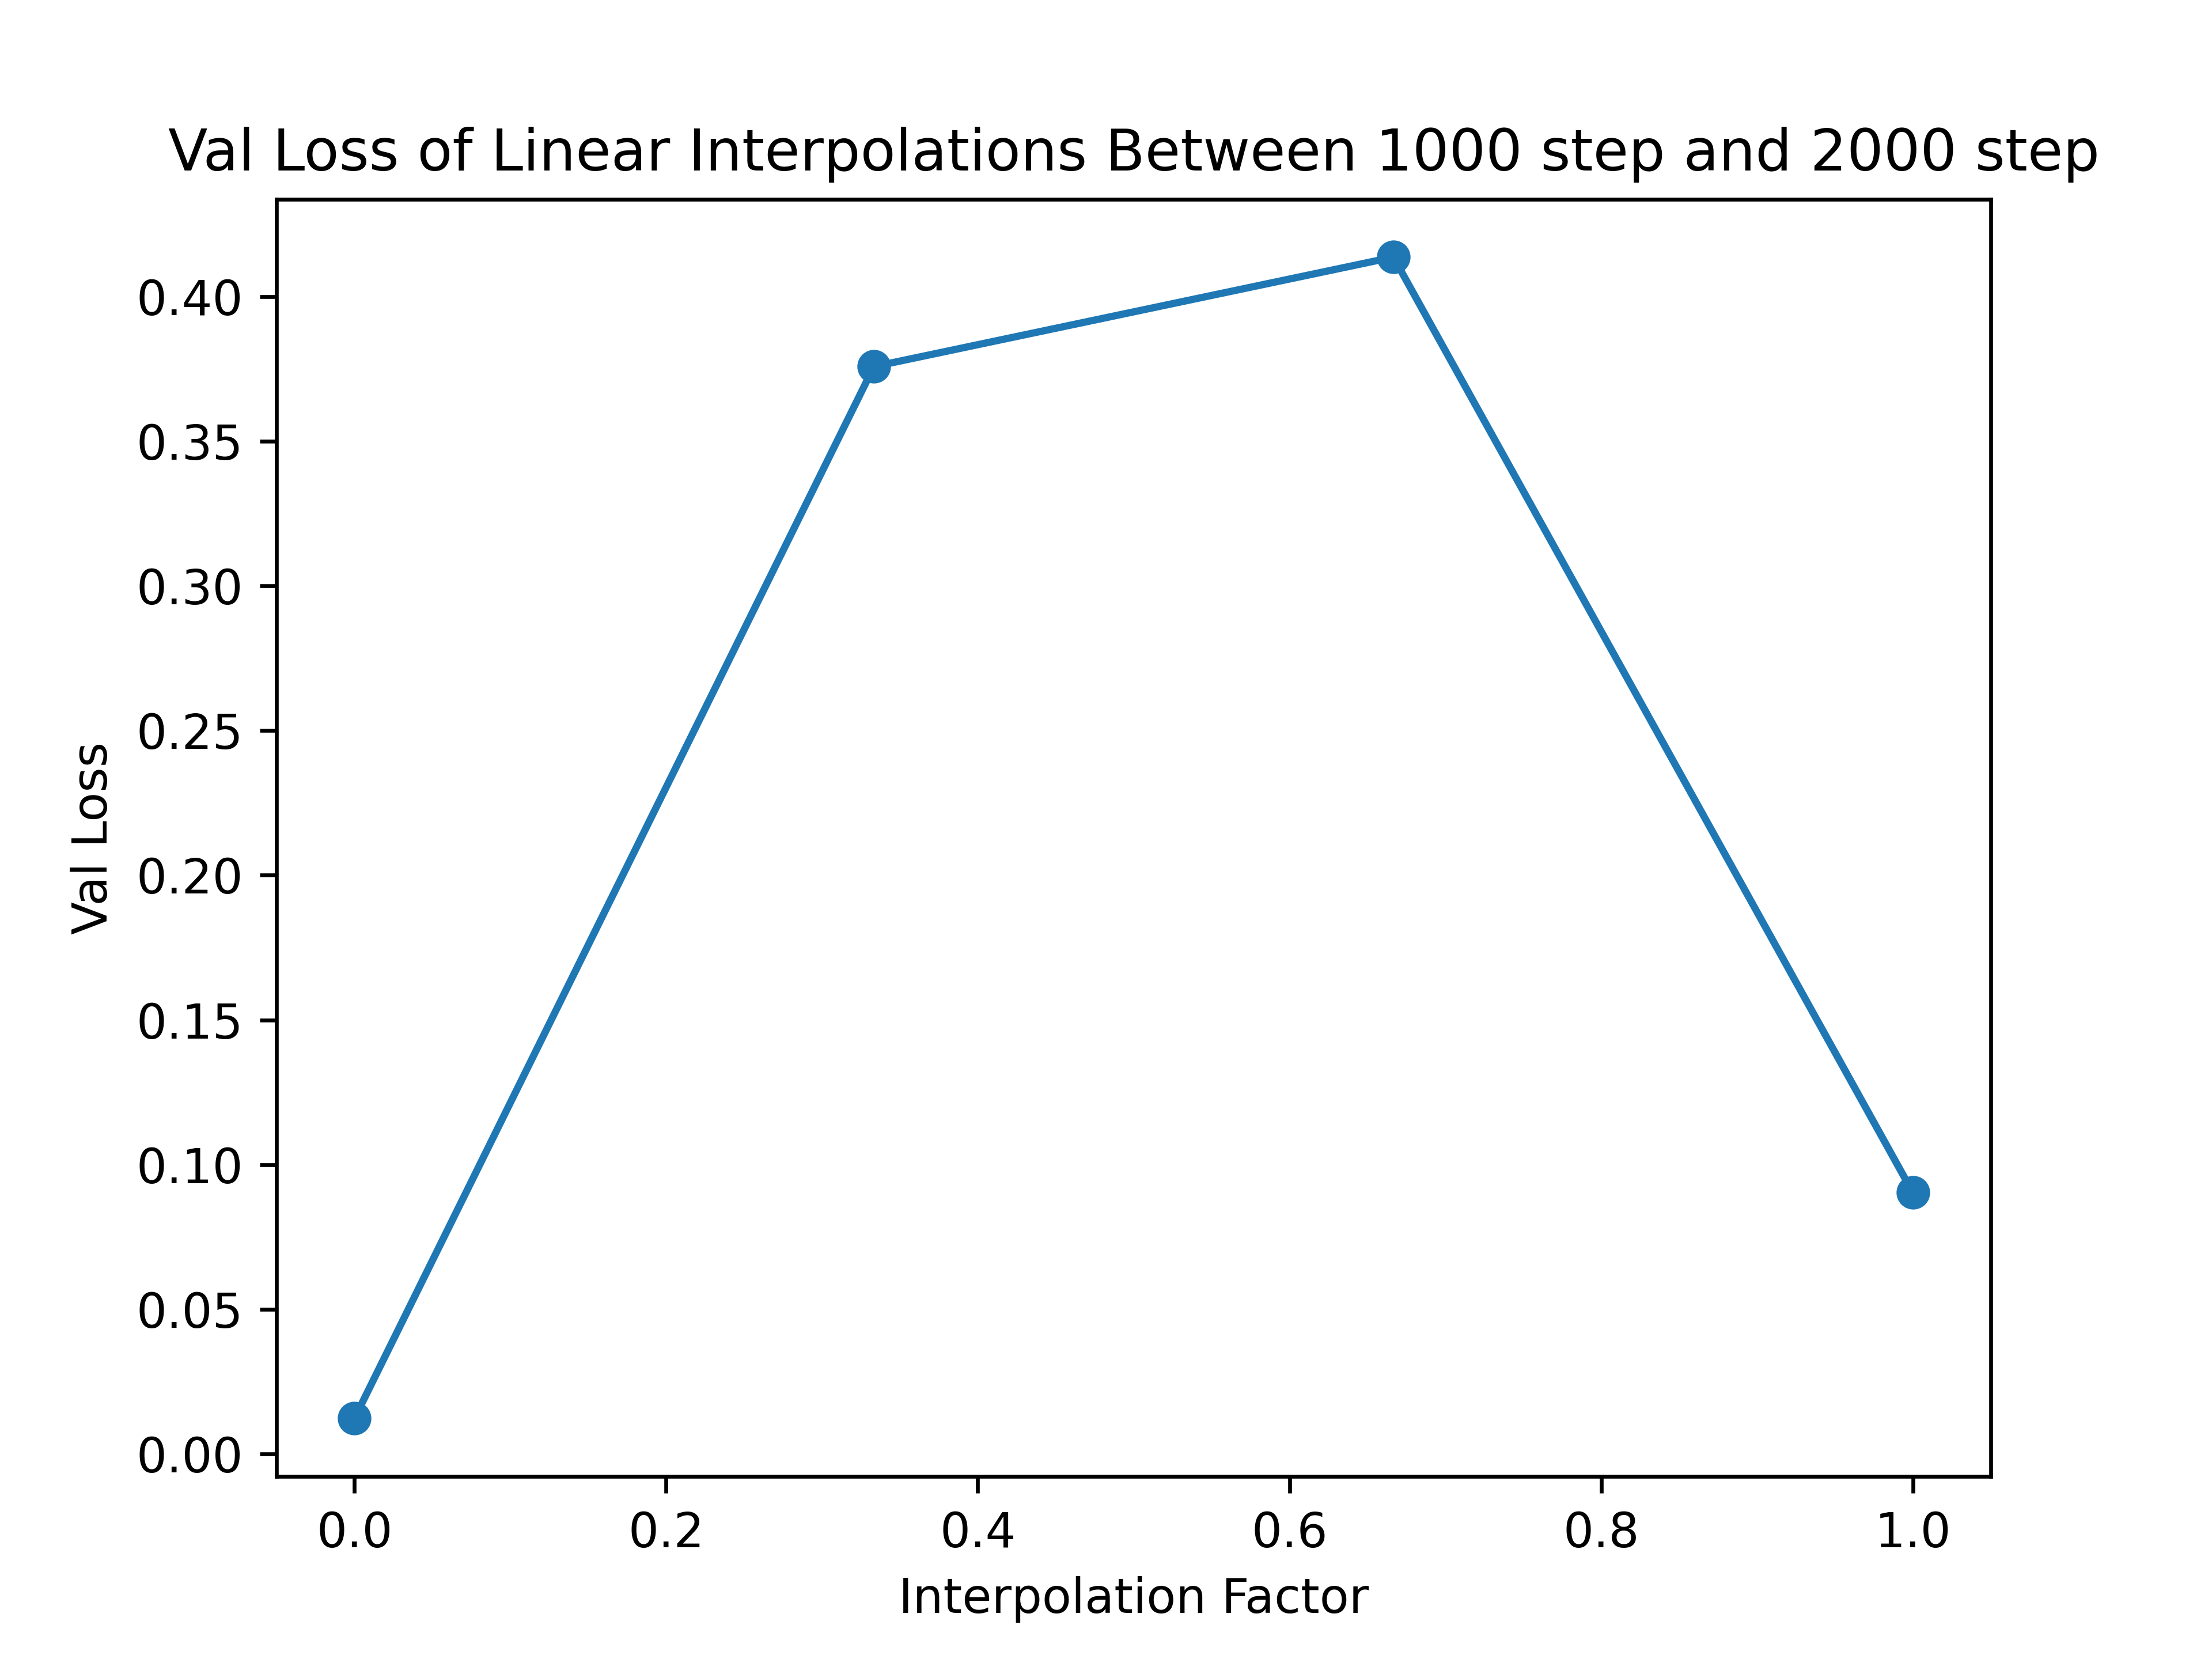 Val Loss of Linear Interpolations Between 1000 step and 2000 step
Val Loss
0.40
0.35
0.30
0.25
0.20
0.15
0.10
0.05
0.00
0.0 0.2 0.4 0.6 0.8 1.0
Interpolation Factor